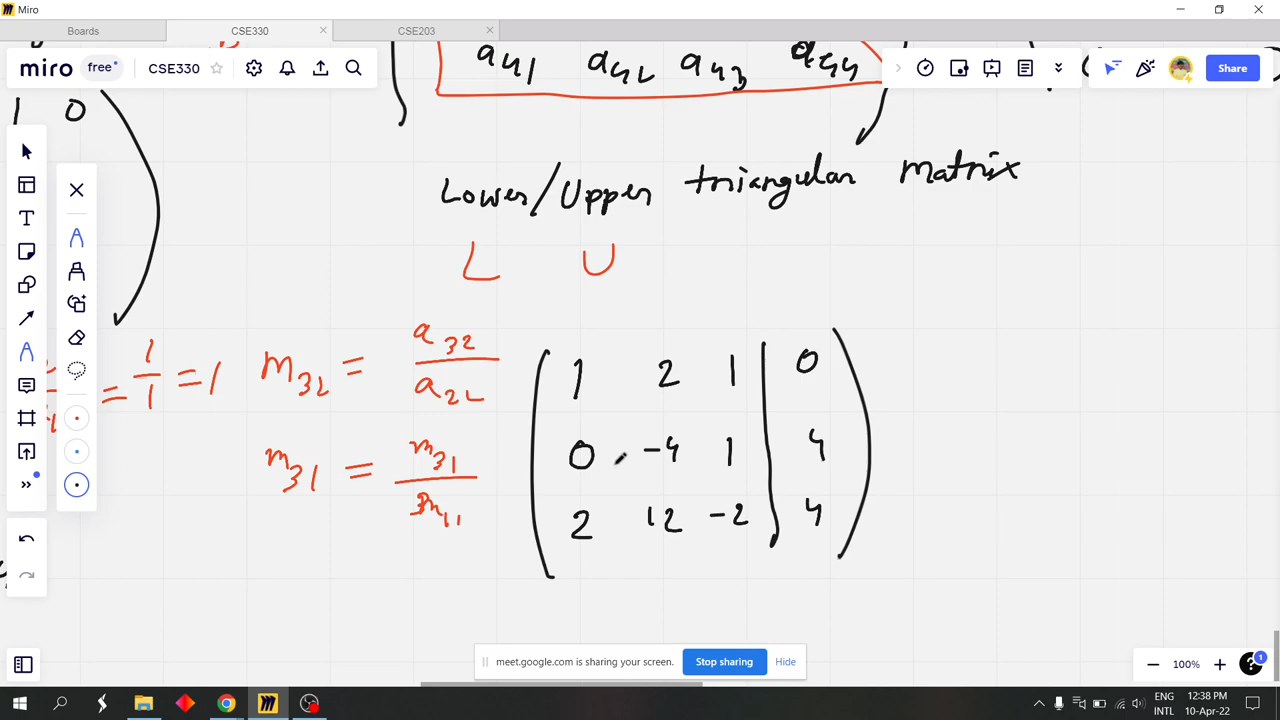 Miro
Boards
CSE330
CSE203
miro free CSE330 Share
a41 a42 a43 a44
1 0
Lower/Upper triangular matrix
L U
= 1/1 = 1 m32 = a32/a22
m31 = m31/m11
1 2 1 | 0
0 -4 1 | 4
2 12 -2 | 4
meet.google.com is sharing your screen. Stop sharing Hide
100% 1
ENG 12:38 PM
INTL 10-Apr-22